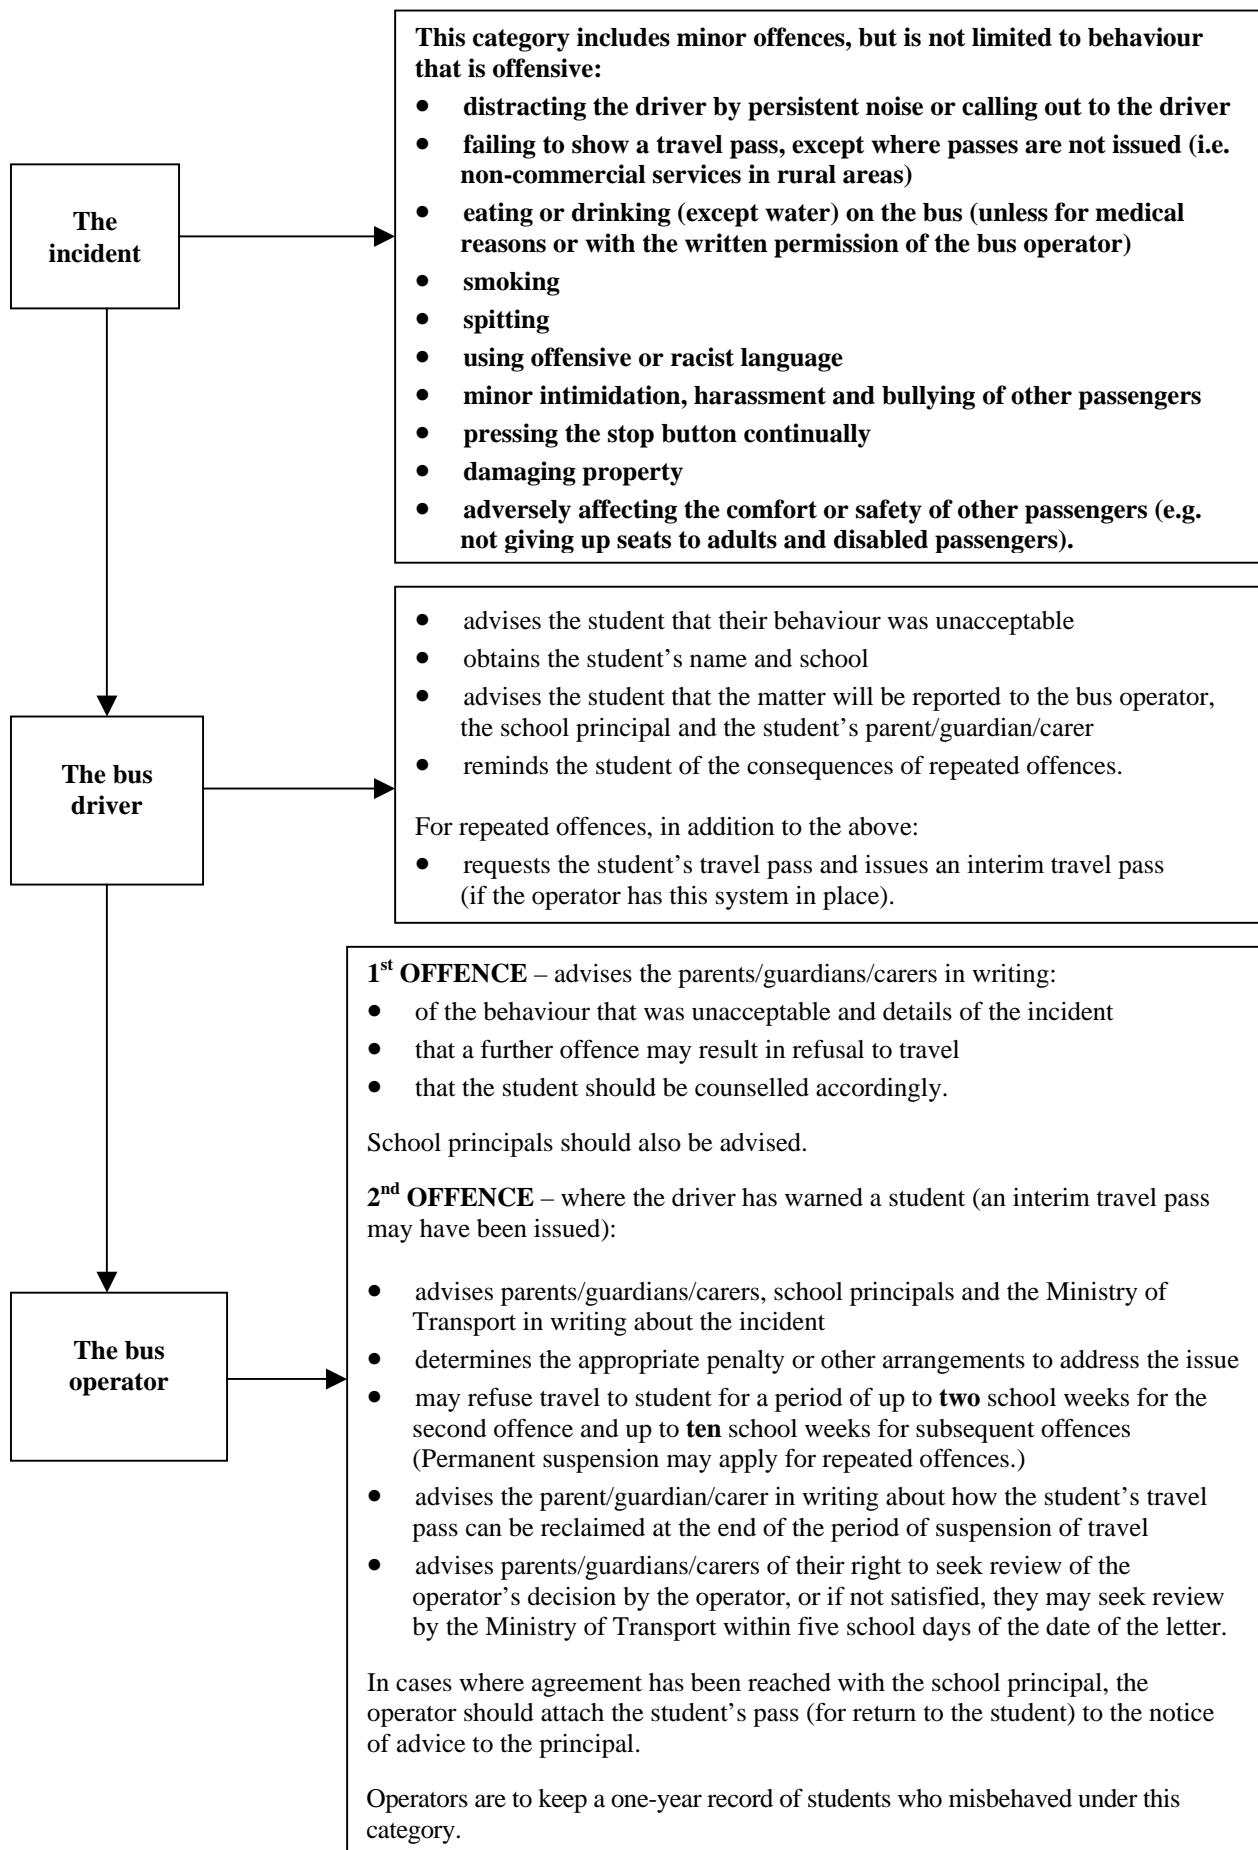 This category includes minor offences, but is not limited to behaviour
that is offensive:
• distracting the driver by persistent noise or calling out to the driver
• failing to show a travel pass, except where passes are not issued (i.e.
non-commercial services in rural areas)
• eating or drinking (except water) on the bus (unless for medical
reasons or with the written permission of the bus operator)
• smoking
• spitting
• using offensive or racist language
• minor intimidation, harassment and bullying of other passengers
• pressing the stop button continually
• damaging property
• adversely affecting the comfort or safety of other passengers (e.g.
not giving up seats to adults and disabled passengers).
The
incident
• advises the student that their behaviour was unacceptable
• obtains the student’s name and school
• advises the student that the matter will be reported to the bus operator,
the school principal and the student’s parent/guardian/carer
• reminds the student of the consequences of repeated offences.
For repeated offences, in addition to the above:
• requests the student’s travel pass and issues an interim travel pass
(if the operator has this system in place).
The bus
driver
1st OFFENCE – advises the parents/guardians/carers in writing:
• of the behaviour that was unacceptable and details of the incident
• that a further offence may result in refusal to travel
• that the student should be counselled accordingly.
School principals should also be advised.
2nd OFFENCE – where the driver has warned a student (an interim travel pass
may have been issued):
• advises parents/guardians/carers, school principals and the Ministry of
Transport in writing about the incident
• determines the appropriate penalty or other arrangements to address the issue
• may refuse travel to student for a period of up to two school weeks for the
second offence and up to ten school weeks for subsequent offences
(Permanent suspension may apply for repeated offences.)
• advises the parent/guardian/carer in writing about how the student’s travel
pass can be reclaimed at the end of the period of suspension of travel
• advises parents/guardians/carers of their right to seek review of the
operator’s decision by the operator, or if not satisfied, they may seek review
by the Ministry of Transport within five school days of the date of the letter.
In cases where agreement has been reached with the school principal, the
operator should attach the student’s pass (for return to the student) to the notice
of advice to the principal.
Operators are to keep a one-year record of students who misbehaved under this
category.
The bus
operator